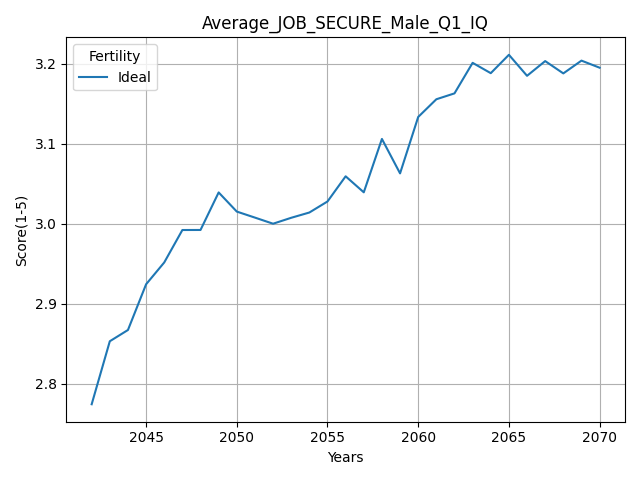 Average_JOB_SECURE_Male_Q1_IQ
Fertility
Ideal
Score(1-5)
3.2
3.1
3.0
2.9
2.8
2045 2050 2055 2060 2065 2070
Years